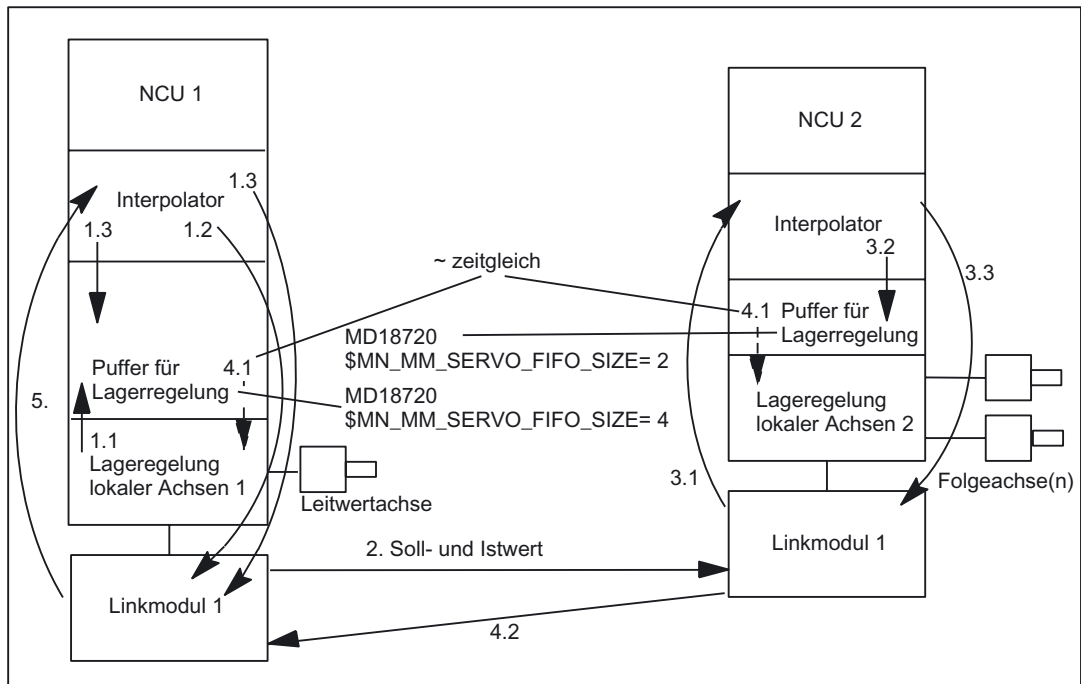 NCU 1
Interpolator
1.3
1.3
1.2
Puffer für
Lagerregelung
4.1
5.
1.1
Lageregelung
lokaler Achsen 1
Leitwertachse
Linkmodul 1
~ zeitgleich
MD18720
$MN_MM_SERVO_FIFO_SIZE= 2
MD18720
$MN_MM_SERVO_FIFO_SIZE= 4
2. Soll- und Istwert
4.2
NCU 2
Interpolator
3.2
3.3
4.1
Puffer für
Lagerregelung
Lageregelung
lokaler Achsen 2
3.1
Folgeachse(n)
Linkmodul 1